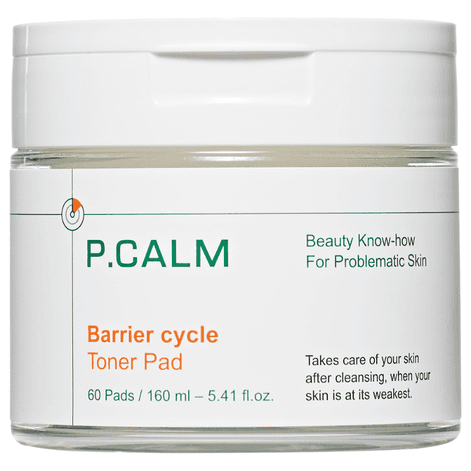 P.CALM
Beauty Know-how
For Problematic Skin
Barrier cycle
Toner Pad
60 Pads / 160 ml – 5.41 fl.oz.
Takes care of your skin
after cleansing, when your
skin is at its weakest.